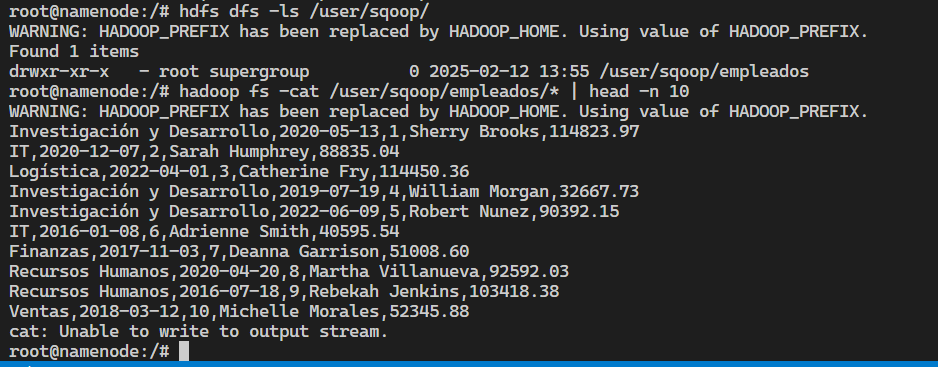 root@namenode:/# hdfs dfs -ls /user/sqoop/
WARNING: HADOOP_PREFIX has been replaced by HADOOP_HOME. Using value of HADOOP_PREFIX.
Found 1 items
drwxr-xr-x   - root supergroup          0 2025-02-12 13:55 /user/sqoop/empleados
root@namenode:/# hadoop fs -cat /user/sqoop/empleados/* | head -n 10
WARNING: HADOOP_PREFIX has been replaced by HADOOP_HOME. Using value of HADOOP_PREFIX.
Investigación y Desarrollo,2020-05-13,1,Sherry Brooks,114823.97
IT,2020-12-07,2,Sarah Humphrey,88835.04
Logística,2022-04-01,3,Catherine Fry,114450.36
Investigación y Desarrollo,2019-07-19,4,William Morgan,32667.73
Investigación y Desarrollo,2022-06-09,5,Robert Nunez,90392.15
IT,2016-01-08,6,Adrienne Smith,40595.54
Finanzas,2017-11-03,7,Deanna Garrison,51008.60
Recursos Humanos,2020-04-20,8,Martha Villanueva,92592.03
Recursos Humanos,2016-07-18,9,Rebekah Jenkins,103418.38
Ventas,2018-03-12,10,Michelle Morales,52345.88
cat: Unable to write to output stream.
root@namenode:/#